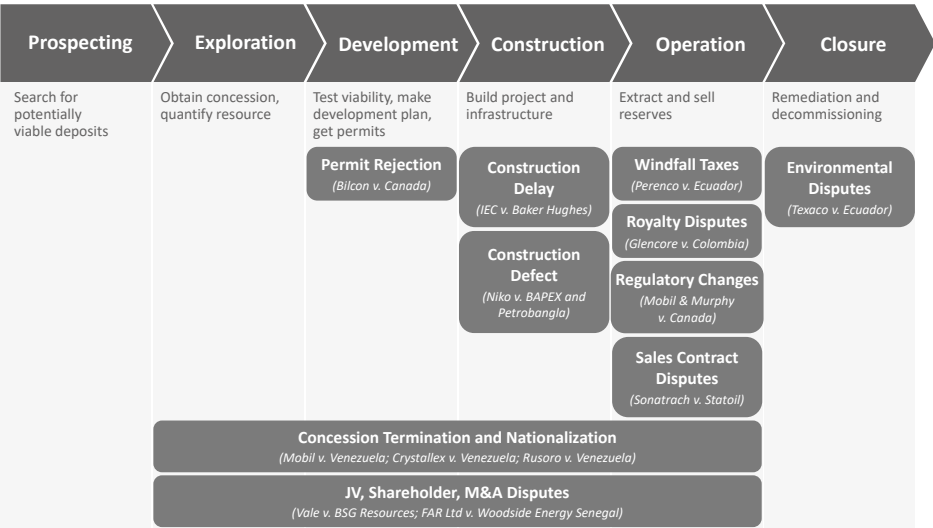 Prospecting
Exploration
Development
Construction
Operation
Closure
Search for
potentially
viable deposits
Obtain concession,
quantify resource
Test viability, make
development plan,
get permits
Build project and
infrastructure
Extract and sell
reserves
Remediation and
decommissioning
Permit Rejection
(Bilcon v. Canada)
Construction
Delay
(IEC v. Baker Hughes)
Construction
Defect
(Niko v. BAPEX and
Petrobangla)
Windfall Taxes
(Perenco v. Ecuador)
Royalty Disputes
(Glencore v. Colombia)
Regulatory Changes
(Mobil & Murphy
v. Canada)
Sales Contract
Disputes
(Sonatrach v. Statoil)
Environmental
Disputes
(Texaco v. Ecuador)
Concession Termination and Nationalization
(Mobil v. Venezuela; Crystallex v. Venezuela; Rusoro v. Venezuela)
JV, Shareholder, M&A Disputes
(Vale v. BSG Resources; FAR Ltd v. Woodside Energy Senegal)